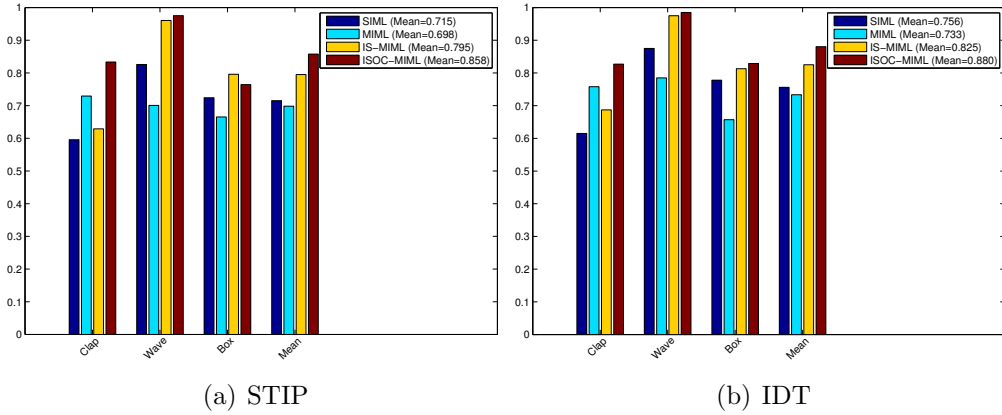 1
0.9
0.8
0.7
0.6
0.5
0.4
0.3
0.2
0.1
0
SIML (Mean=0.715)
MIML (Mean=0.698)
IS−MIML (Mean=0.795)
ISOC−MIML (Mean=0.858)
Clap
Wave
Box
Mean
(a) STIP
1
0.9
0.8
0.7
0.6
0.5
0.4
0.3
0.2
0.1
0
SIML (Mean=0.756)
MIML (Mean=0.733)
IS−MIML (Mean=0.825)
ISOC−MIML (Mean=0.880)
Clap
Wave
Box
Mean
(b) IDT